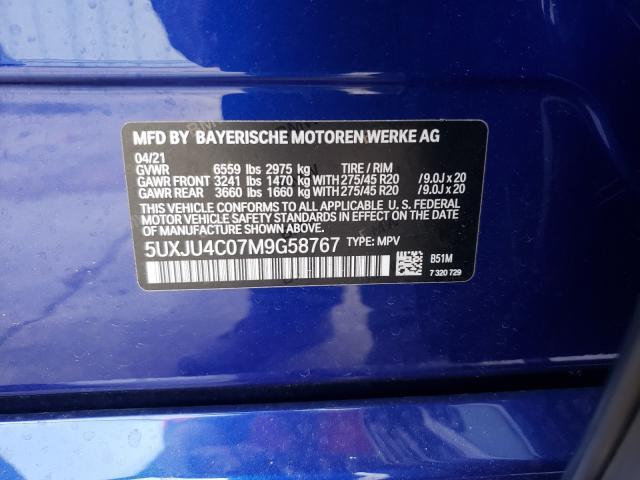 MFD BY BAYERISCHE MOTOREN WERKE AG
04/21
GVWR 6559 lbs 2975 kg TIRE / RIM
GAWR FRONT 3241 lbs 1470 kg WITH 275/45 R20 /9.0J x 20
GAWR REAR 3660 lbs 1660 kg WITH 275/45 R20 /9.0J x 20
THIS VEHICLE CONFORMS TO ALL APPLICABLE U. S. FEDERAL
MOTOR VEHICLE SAFETY STANDARDS IN EFFECT ON THE DATE
OF MANUFACTURE SHOWN ABOVE.
5UXJU4C07M9G58767 TYPE: MPV
B51M
7 320 729